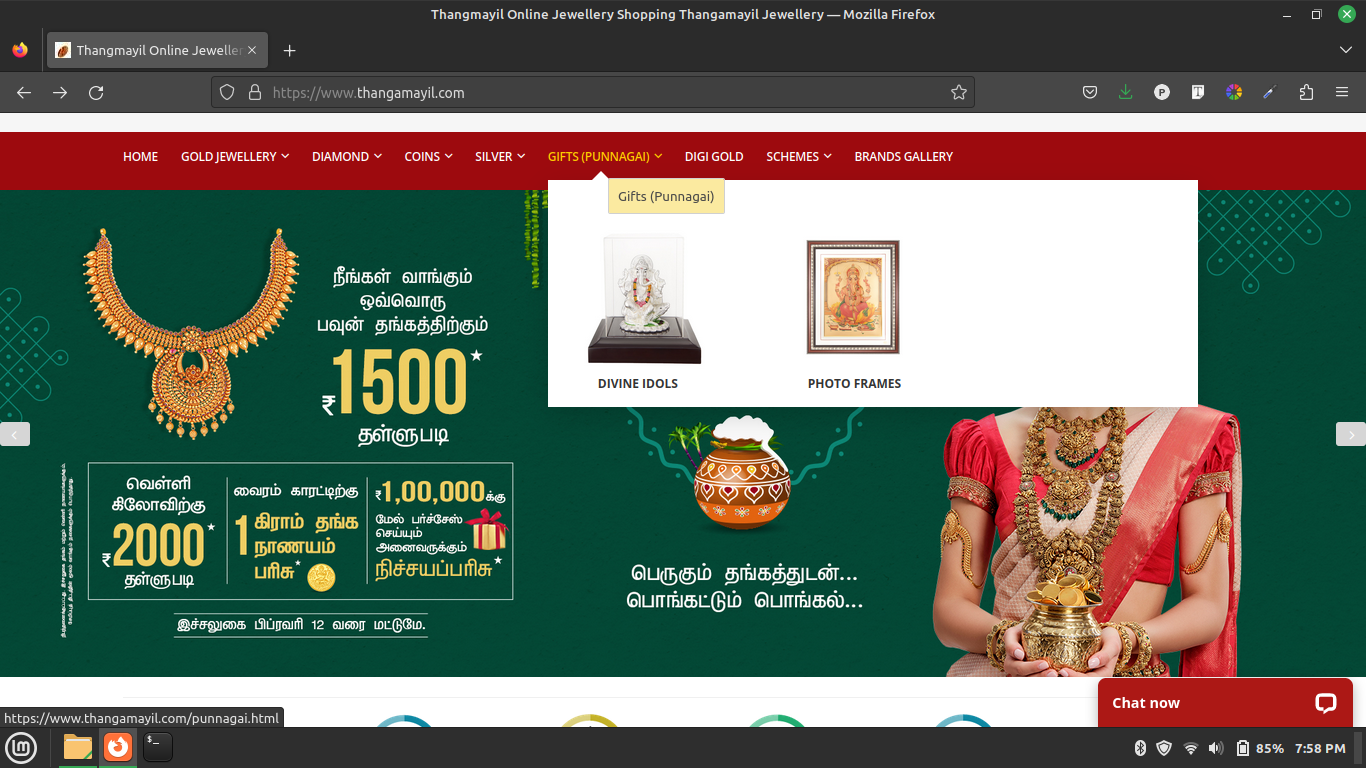 Thangmayil Online Jewellery Shopping Thangamayil Jewellery — Mozilla Firefox
Thangmayil Online Jeweller
https://www.thangamayil.com
HOME GOLD JEWELLERY DIAMOND COINS SILVER GIFTS (PUNNAGAI) DIGI GOLD SCHEMES BRANDS GALLERY
Gifts (Punnagai)
DIVINE IDOLS PHOTO FRAMES
நீங்கள் வாங்கும்
ஒவ்வொரு
பவுன் தங்கத்திற்கும்
₹1500*
தள்ளுபடி
வெள்ளி
கிலோவிற்கு
₹2000*
தள்ளுபடி
வைரம் காரட்டிற்கு
1 கிராம் தங்க
நாணயம்
பரிசு*
₹1,00,000க்கு
மேல் பர்ச்சேஸ்
செய்யும்
அனைவருக்கும்
நிச்சயப்பரிசு*
இச்சலுகை பிப்ரவரி 12 வரை மட்டுமே.
பெருகும் தங்கத்துடன்...
பொங்கட்டும் பொங்கல்...
Chat now
https://www.thangamayil.com/punnagai.html
85% 7:58 PM